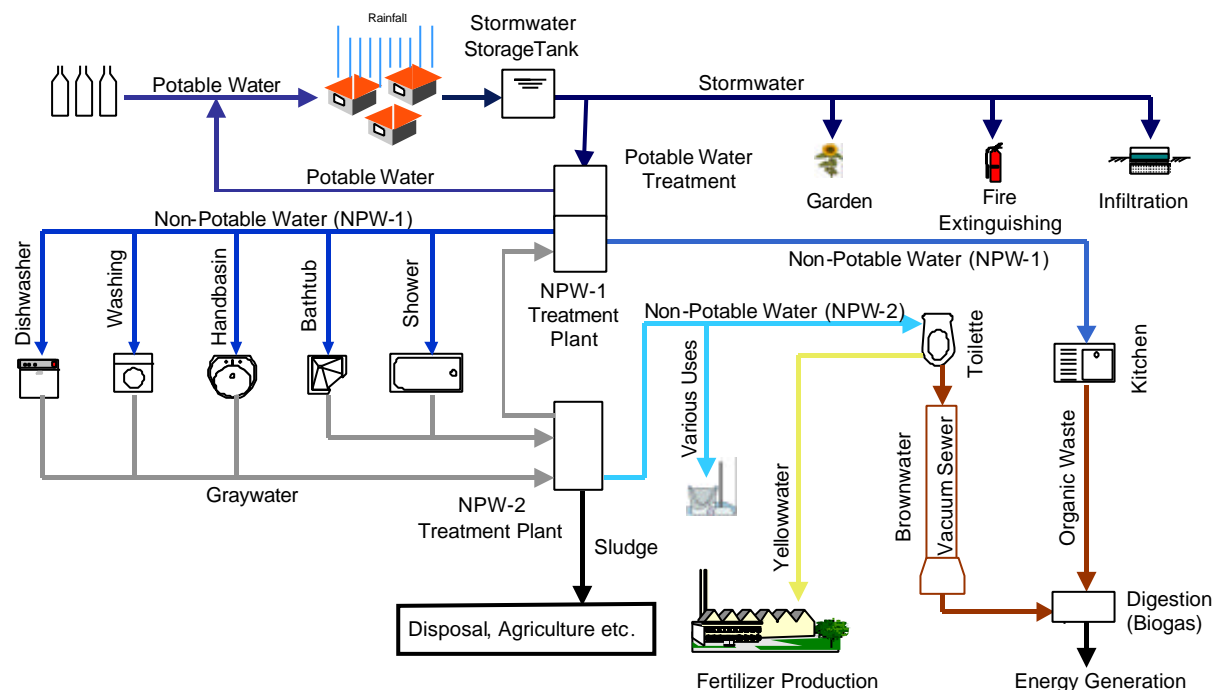 Rainfall
Stormwater
StorageTank
Potable Water
Stormwater
Potable Water
Potable Water
Treatment
Garden
Fire
Extinguishing
Infiltration
Non-Potable Water (NPW-1)
Non-Potable Water (NPW-1)
Dishwasher
Washing
Handbasin
Bathtub
Shower
NPW-1
Treatment
Plant
Non-Potable Water (NPW-2)
Toilette
Kitchen
Various Uses
Graywater
NPW-2
Treatment Plant
Sludge
Yellowwater
Brownwater
Vacuum Sewer
Organic Waste
Disposal, Agriculture etc.
Digestion
(Biogas)
Fertilizer Production
Energy Generation